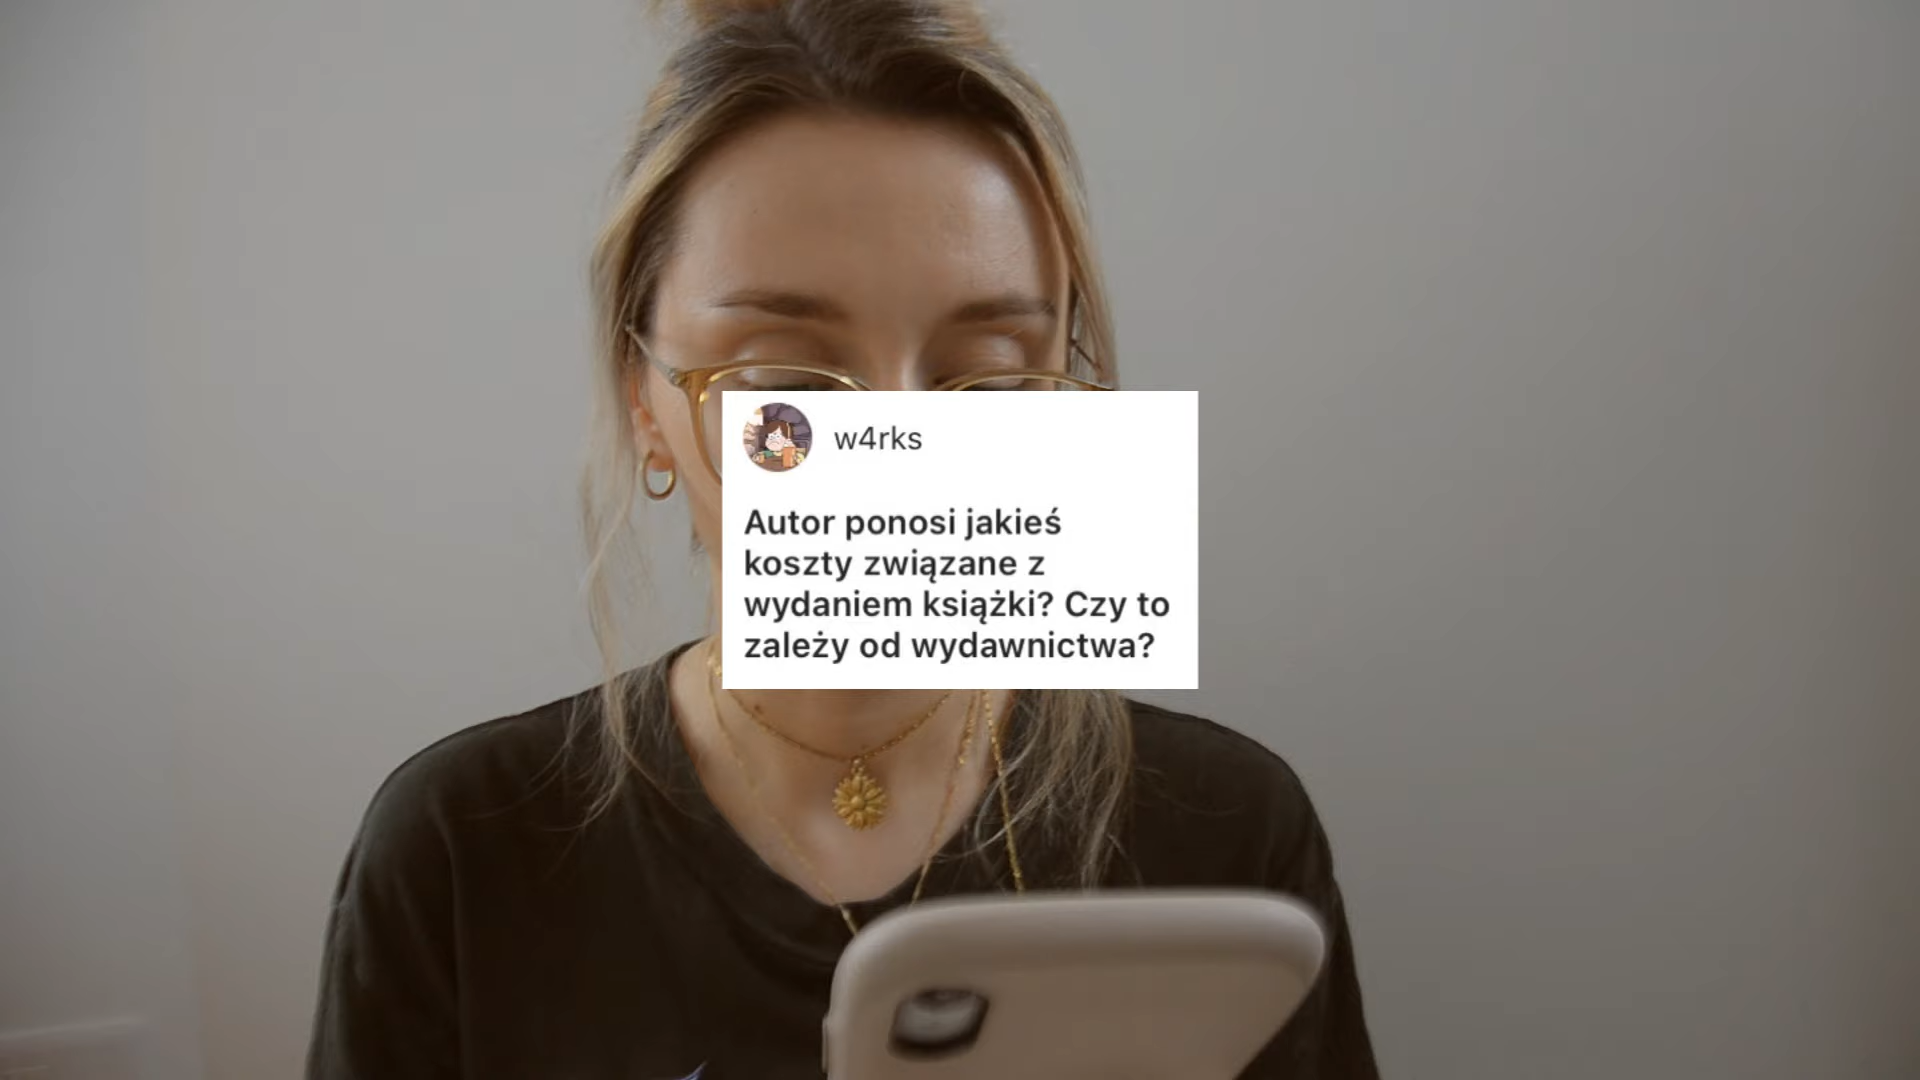 w4rks
Autor ponosi jakieś
koszty związane z
wydaniem książki? Czy to
zależy od wydawnictwa?